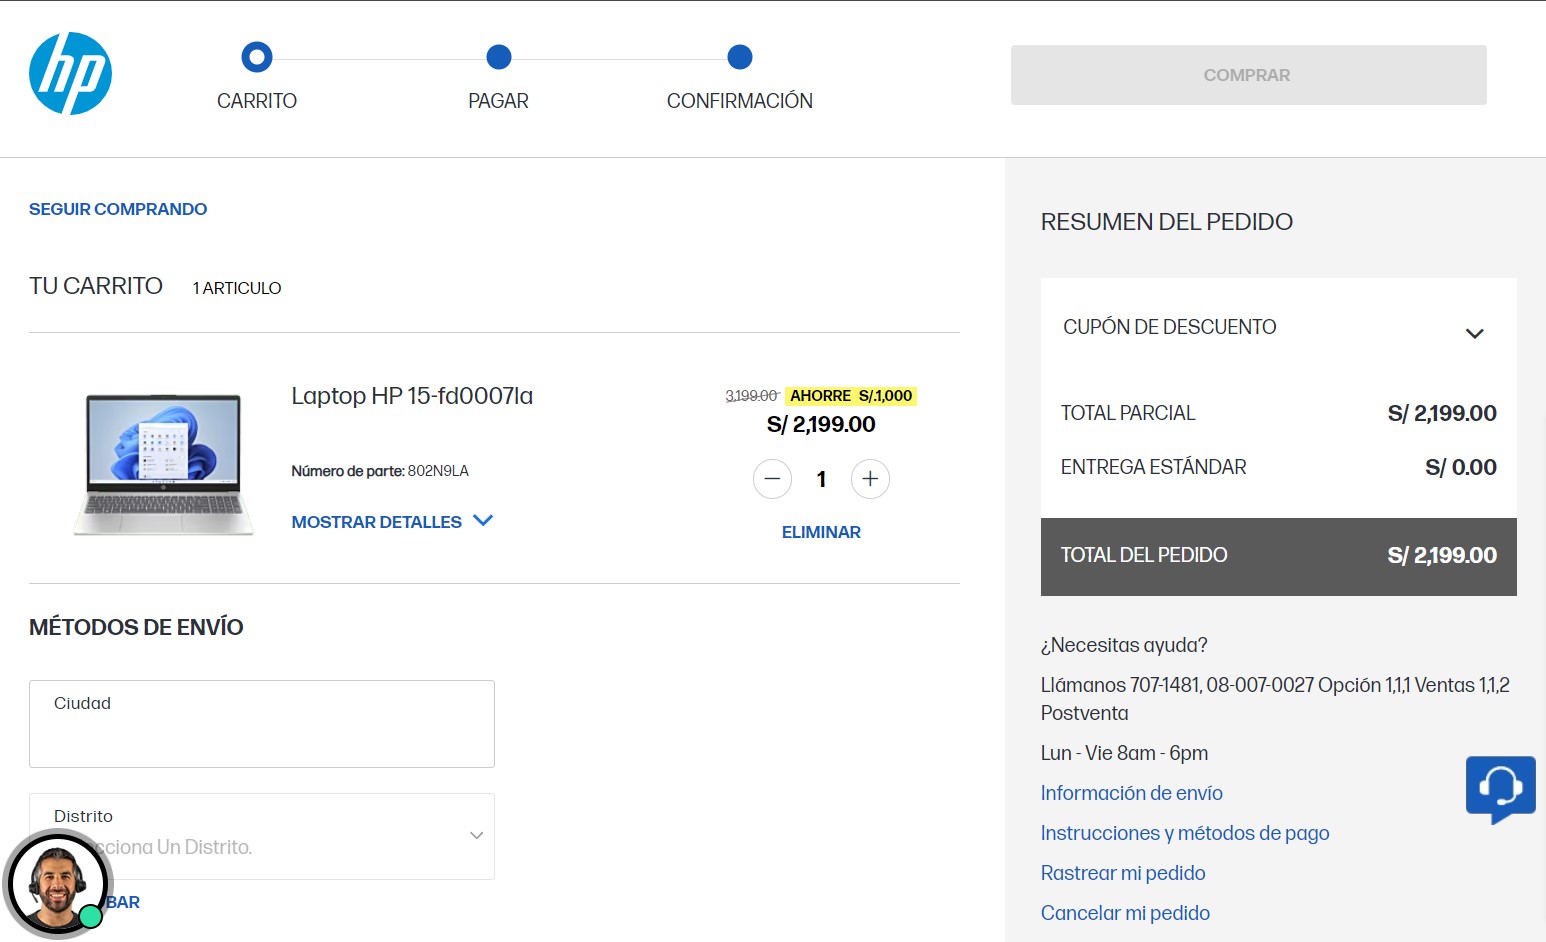 hp
CARRITO
PAGAR
CONFIRMACIÓN
COMPRAR
SEGUIR COMPRANDO
TU CARRITO 1 ARTICULO
Laptop HP 15-fd0007la
Número de parte: 802N9LA
MOSTRAR DETALLES
3,199.00 AHORRE S/.1,000
S/ 2,199.00
1
ELIMINAR
MÉTODOS DE ENVÍO
Ciudad
Distrito
cciona Un Distrito.
BAR
RESUMEN DEL PEDIDO
CUPÓN DE DESCUENTO
TOTAL PARCIAL S/ 2,199.00
ENTREGA ESTÁNDAR S/ 0.00
TOTAL DEL PEDIDO S/ 2,199.00
¿Necesitas ayuda?
Llámanos 707-1481, 08-007-0027 Opción 1,1,1 Ventas 1,1,2
Postventa
Lun - Vie 8am - 6pm
Información de envío
Instrucciones y métodos de pago
Rastrear mi pedido
Cancelar mi pedido